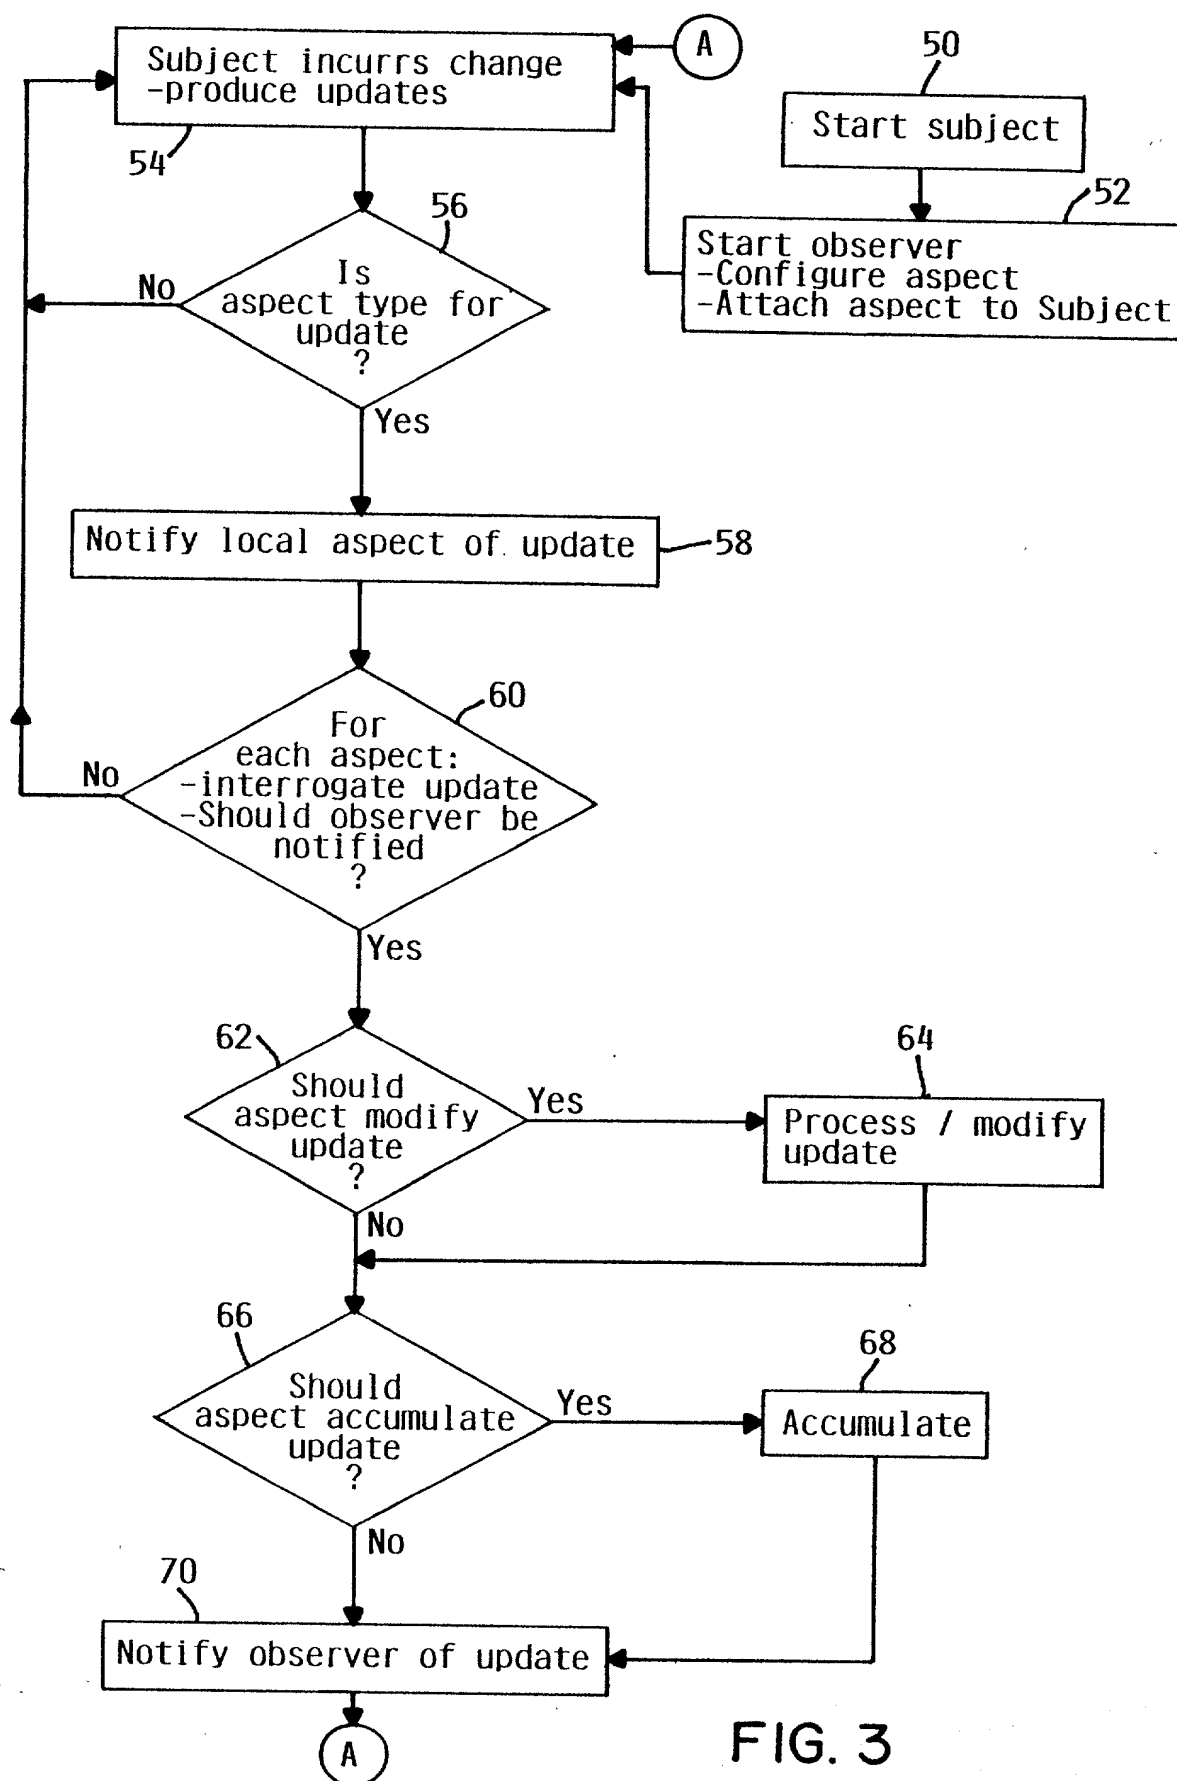 A
50
Subject incurrs change
-produce updates
Start subject
54
52
56
Start observer
-Configure aspect
-Attach aspect to Subject
No
Is
aspect type for
update
?
Yes
Notify local aspect of update
58
60
For
each aspect:
-interrogate update
-Should observer be
notified
?
No
Yes
62
64
Should
aspect modify
update
?
Yes
Process / modify
update
No
66
68
Should
aspect accumulate
update
?
Yes
Accumulate
No
70
Notify observer of update
A
FIG. 3